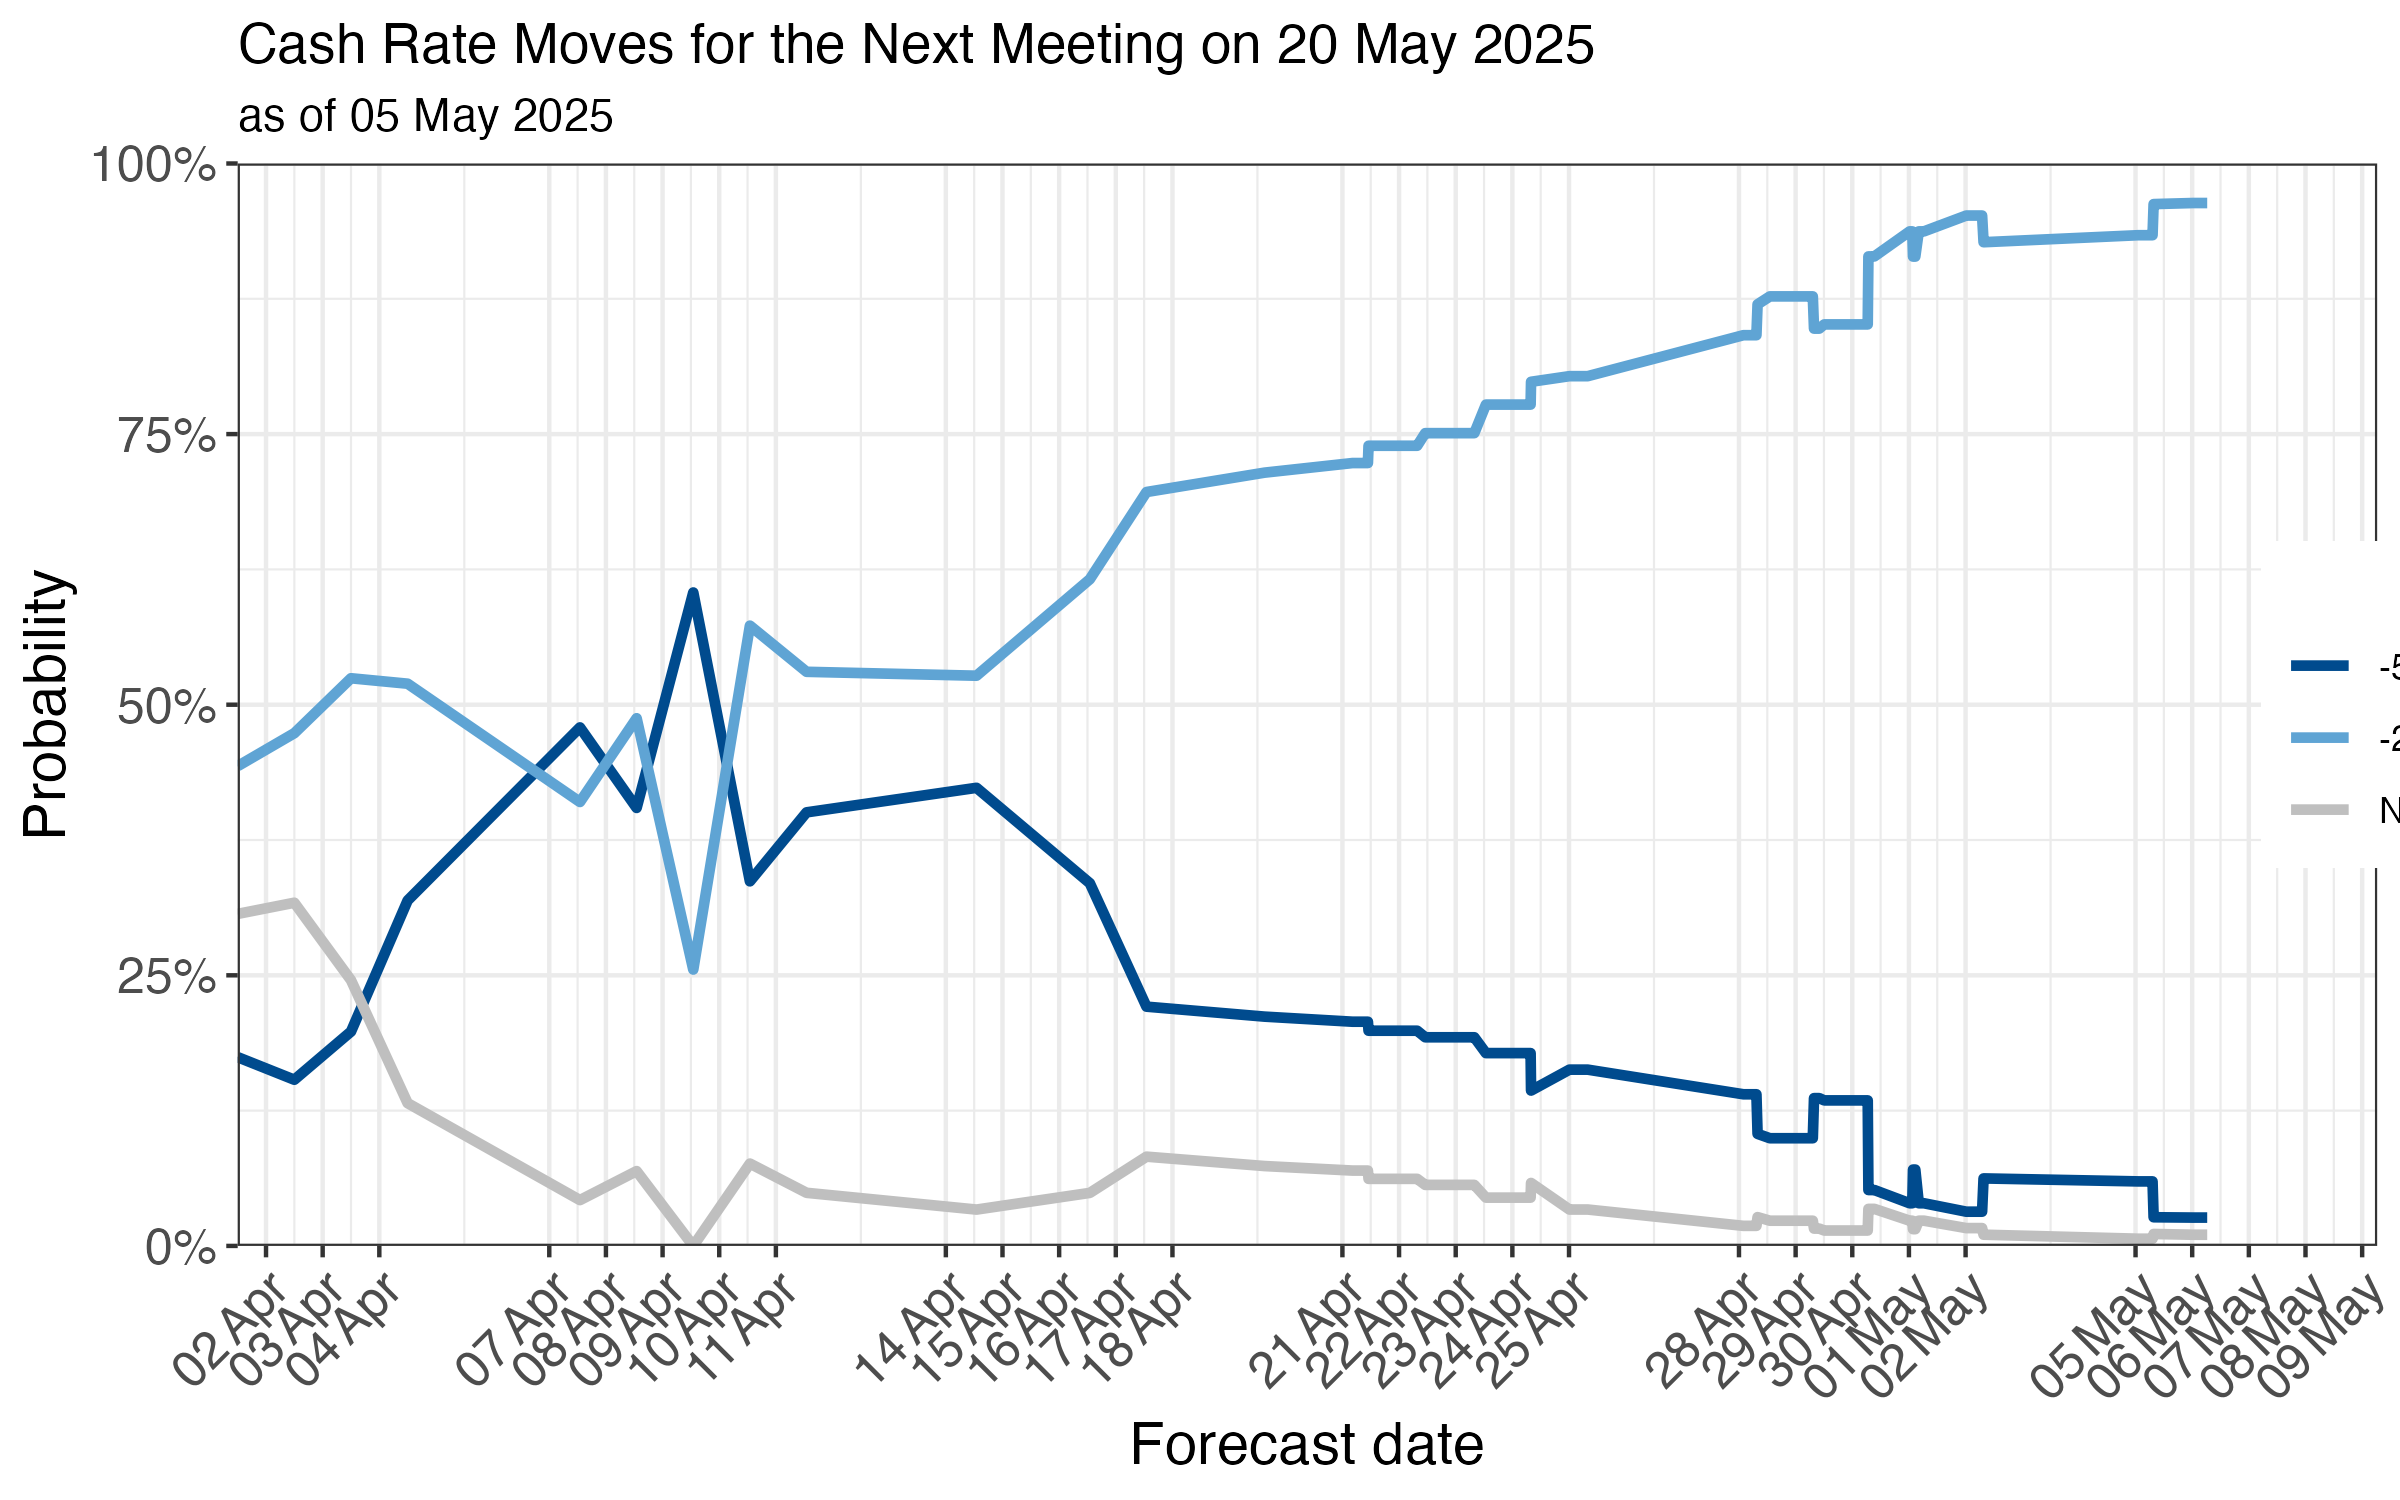 Cash Rate Moves for the Next Meeting on 20 May 2025
as of 05 May 2025
100%
75%
50%
25%
0%
Probability
-5
-2
N
02 Apr
03 Apr
04 Apr
07 Apr
08 Apr
09 Apr
10 Apr
11 Apr
14 Apr
15 Apr
16 Apr
17 Apr
18 Apr
21 Apr
22 Apr
23 Apr
24 Apr
25 Apr
28 Apr
29 Apr
30 Apr
01 May
02 May
05 May
06 May
07 May
08 May
09 May
Forecast date